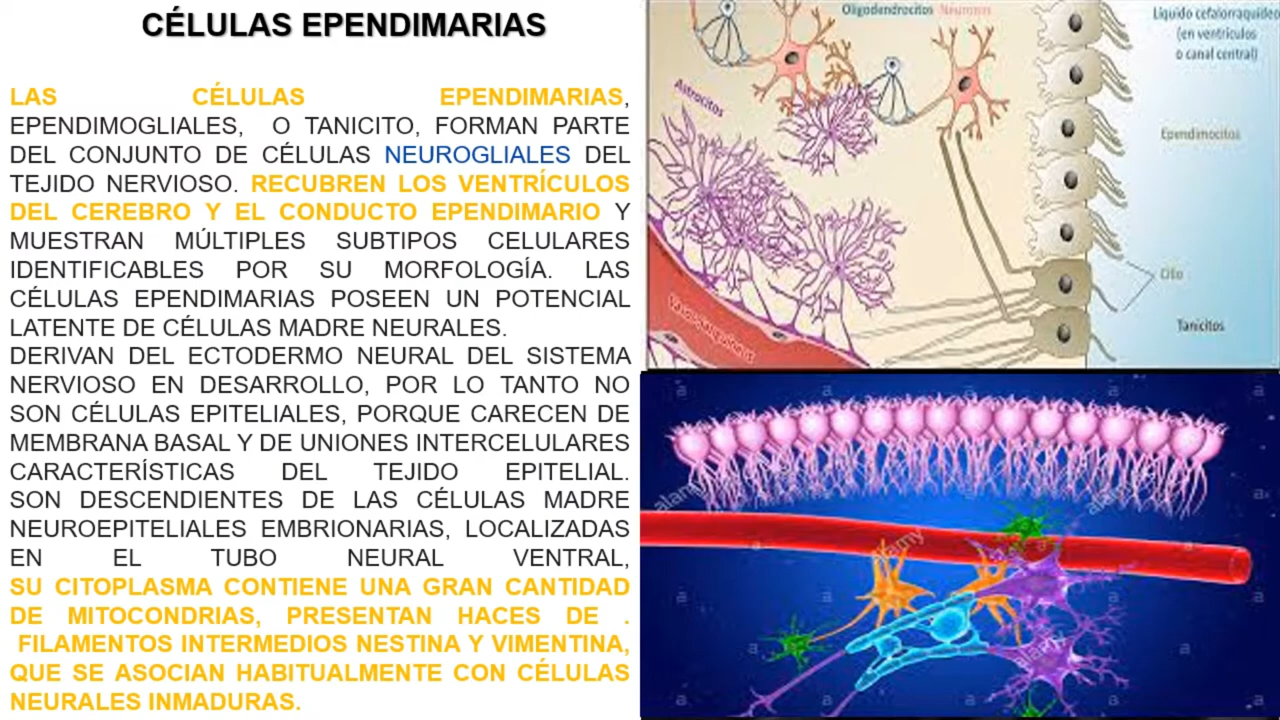 CÉLULAS EPENDIMARIAS
LAS CÉLULAS EPENDIMARIAS,
EPENDIMOGLIALES, O TANICITO, FORMAN PARTE
DEL CONJUNTO DE CÉLULAS NEUROGLIALES DEL
TEJIDO NERVIOSO. RECUBREN LOS VENTRÍCULOS
DEL CEREBRO Y EL CONDUCTO EPENDIMARIO Y
MUESTRAN MÚLTIPLES SUBTIPOS CELULARES
IDENTIFICABLES POR SU MORFOLOGÍA. LAS
CÉLULAS EPENDIMARIAS POSEEN UN POTENCIAL
LATENTE DE CÉLULAS MADRE NEURALES.
DERIVAN DEL ECTODERMO NEURAL DEL SISTEMA
NERVIOSO EN DESARROLLO, POR LO TANTO NO
SON CÉLULAS EPITELIALES, PORQUE CARECEN DE
MEMBRANA BASAL Y DE UNIONES INTERCELULARES
CARACTERÍSTICAS DEL TEJIDO EPITELIAL.
SON DESCENDIENTES DE LAS CÉLULAS MADRE
NEUROEPITELIALES EMBRIONARIAS, LOCALIZADAS
EN EL TUBO NEURAL VENTRAL,
SU CITOPLASMA CONTIENE UNA GRAN CANTIDAD
DE MITOCONDRIAS, PRESENTAN HACES DE .
FILAMENTOS INTERMEDIOS NESTINA Y VIMENTINA,
QUE SE ASOCIAN HABITUALMENTE CON CÉLULAS
NEURALES INMADURAS.
Oligodendrocitos Neuronas
Líquido cefalorraquídeo
(en ventrículos
o canal central)
Astrocitos
Ependimocitos
Cilio
Tanicitos
Vaso sanguíneo
alamy
alamy
alamy